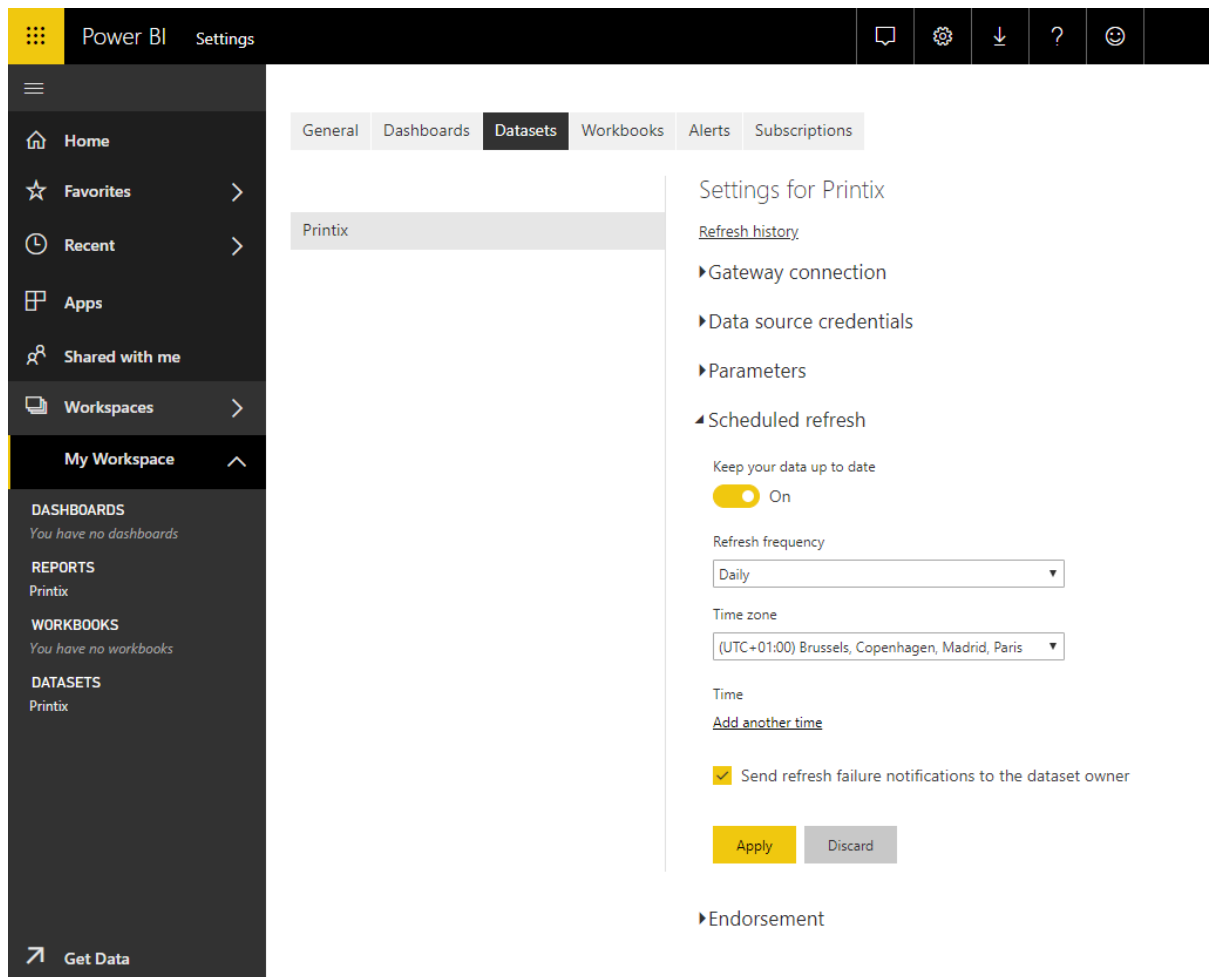 Power BI Settings
Home
Favorites
Recent
Apps
Shared with me
Workspaces
My Workspace
DASHBOARDS
You have no dashboards
REPORTS
Printix
WORKBOOKS
You have no workbooks
DATASETS
Printix
Get Data
General Dashboards Datasets Workbooks Alerts Subscriptions
Printix
Settings for Printix
Refresh history
Gateway connection
Data source credentials
Parameters
Scheduled refresh
Keep your data up to date
On
Refresh frequency
Daily
Time zone
(UTC+01:00) Brussels, Copenhagen, Madrid, Paris
Time
Add another time
Send refresh failure notifications to the dataset owner
Apply Discard
Endorsement